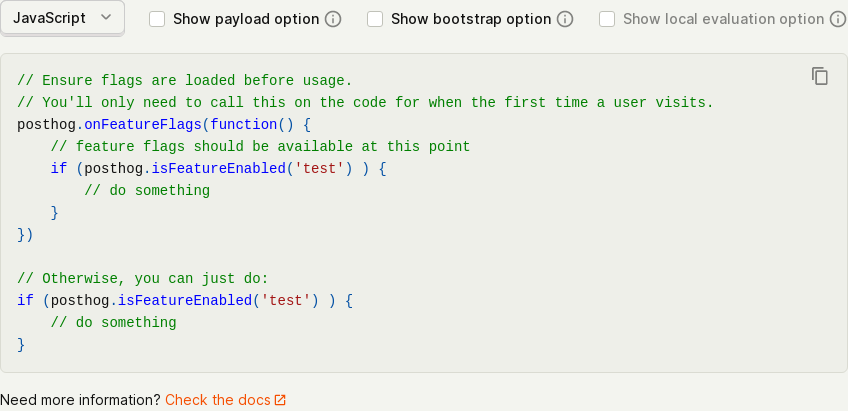 JavaScript Show payload option Show bootstrap option Show local evaluation option
// Ensure flags are loaded before usage.
// You'll only need to call this on the code for when the first time a user visits.
posthog.onFeatureFlags(function() {
    // feature flags should be available at this point
    if (posthog.isFeatureEnabled('test') ) {
        // do something
    }
})

// Otherwise, you can just do:
if (posthog.isFeatureEnabled('test') ) {
    // do something
}
Need more information? Check the docs